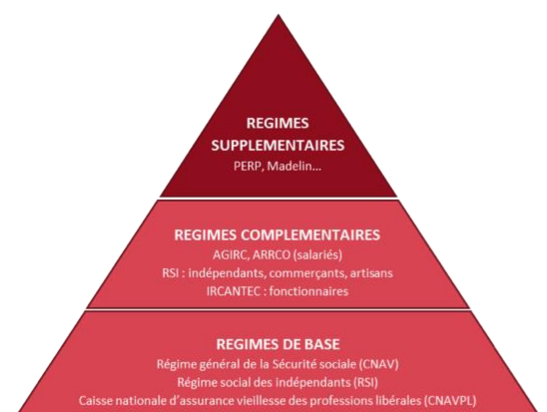 REGIMES
SUPPLEMENTAIRES
PERP, Madelin...
REGIMES COMPLEMENTAIRES
AGIRC, ARRCO (salariés)
RSI : indépendants, commerçants, artisans
IRCANTEC : fonctionnaires
REGIMES DE BASE
Régime général de la Sécurité sociale (CNAV)
Régime social des indépendants (RSI)
Caisse nationale d'assurance vieillesse des professions libérales (CNAVPL)